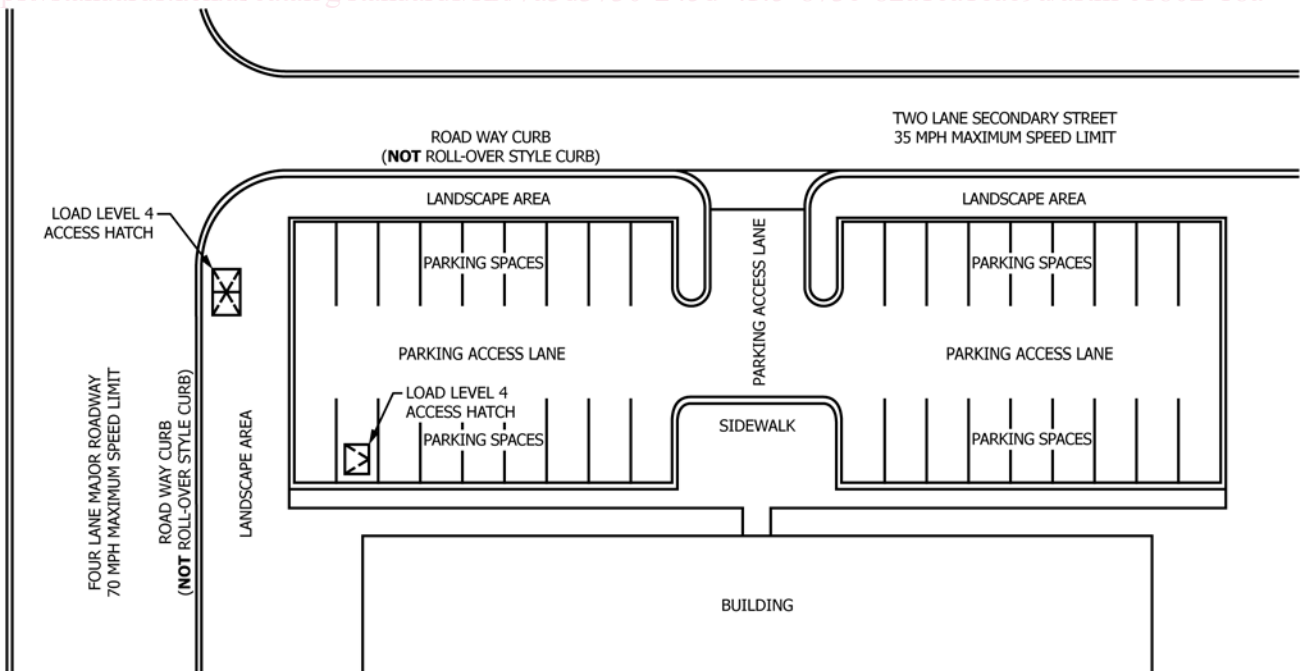 TWO LANE SECONDARY STREET
35 MPH MAXIMUM SPEED LIMIT
ROAD WAY CURB
(NOT ROLL-OVER STYLE CURB)
LANDSCAPE AREA
LANDSCAPE AREA
LOAD LEVEL 4
ACCESS HATCH
PARKING SPACES
PARKING ACCESS LANE
PARKING SPACES
PARKING ACCESS LANE
PARKING ACCESS LANE
LOAD LEVEL 4
ACCESS HATCH
PARKING SPACES
SIDEWALK
PARKING SPACES
FOUR LANE MAJOR ROADWAY
70 MPH MAXIMUM SPEED LIMIT
ROAD WAY CURB
(NOT ROLL-OVER STYLE CURB)
LANDSCAPE AREA
BUILDING